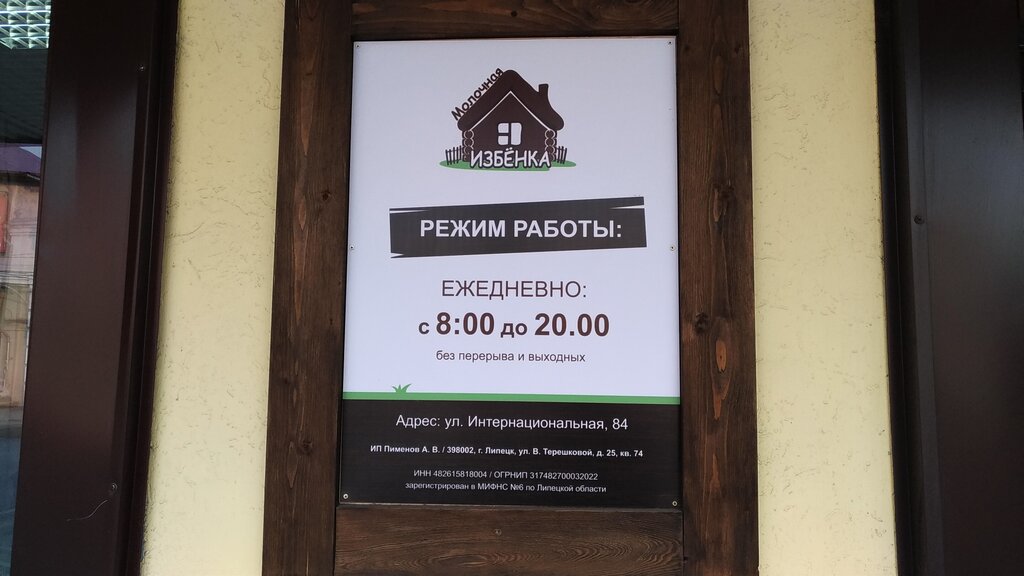 Молочная
ИЗБЁНКА
РЕЖИМ РАБОТЫ:
ЕЖЕДНЕВНО:
с 8:00 до 20.00
без перерыва и выходных
Адрес: ул. Интернациональная, 84
ИП Пименов А. В. / 398002, г. Липецк, ул. В. Терешковой, д. 25, кв. 74
ИНН 482615818004 / ОГРНИП 317482700032022
зарегистрирован в МИФНС №6 по Липецкой области